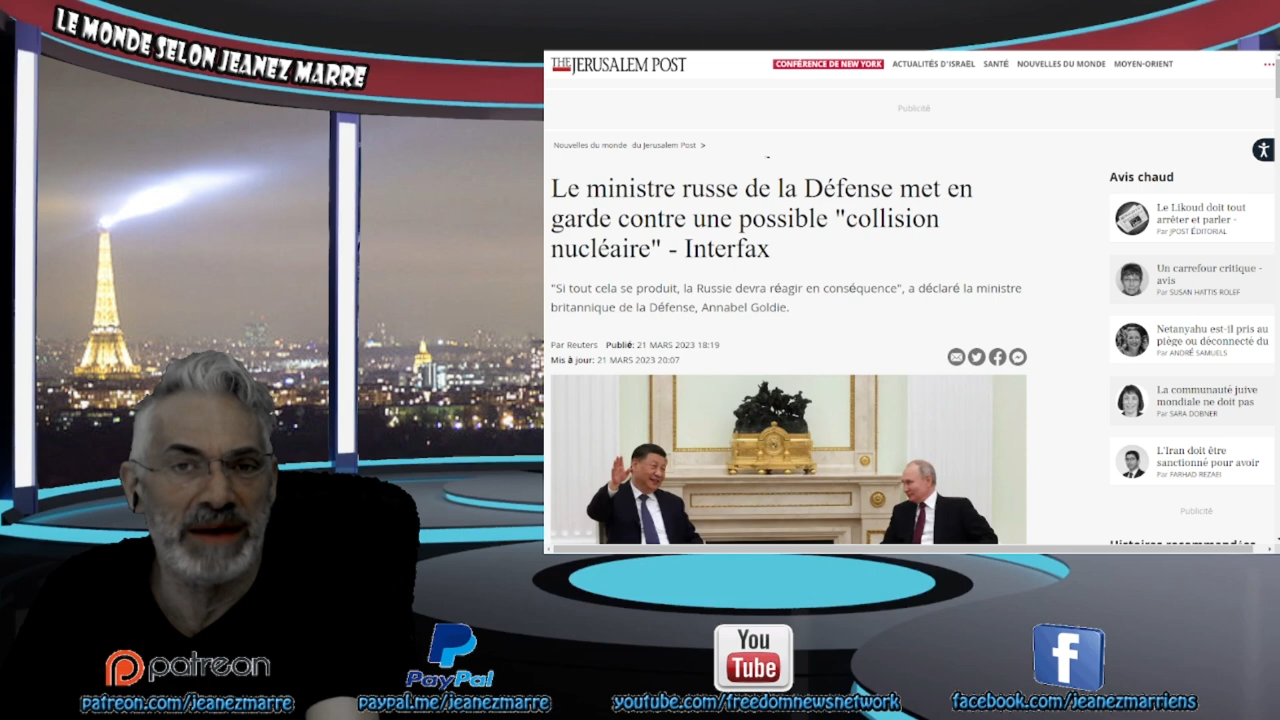 LE MONDE SELON JEANEZ MARRE
THE JERUSALEM POST
CONFÉRENCE DE NEW YORK ACTUALITÉS D'ISRAËL SANTÉ NOUVELLES DU MONDE MOYEN-ORIENT
Publicité
Nouvelles du monde du Jerusalem Post >
Le ministre russe de la Défense met en
garde contre une possible "collision
nucléaire" - Interfax
"Si tout cela se produit, la Russie devra réagir en conséquence", a déclaré la ministre
britannique de la Défense, Annabel Goldie.
Par Reuters Publié: 21 MARS 2023 18:19
Mis à jour: 21 MARS 2023 20:07
Avis chaud
Le Likoud doit tout
arrêter et parler -
Par JPOST ÉDITORIAL
Un carrefour critique -
avis
Par SUSAN HATTIS ROLEF
Netanyahu est-il pris au
piège ou déconnecté du
Par ANDRÉ SAMUELS
La communauté juive
mondiale ne doit pas
Par SARA DOBNER
L'Iran doit être
sanctionné pour avoir
Par FARHAD REZAEI
Publicité
Histoires recommandées
patreon
patreon.com/jeanezmarre
PayPal
paypal.me/jeanezmarre
You
Tube
youtube.com/freedomnewsnetwork
f
facebook.com/jeanezmarriens